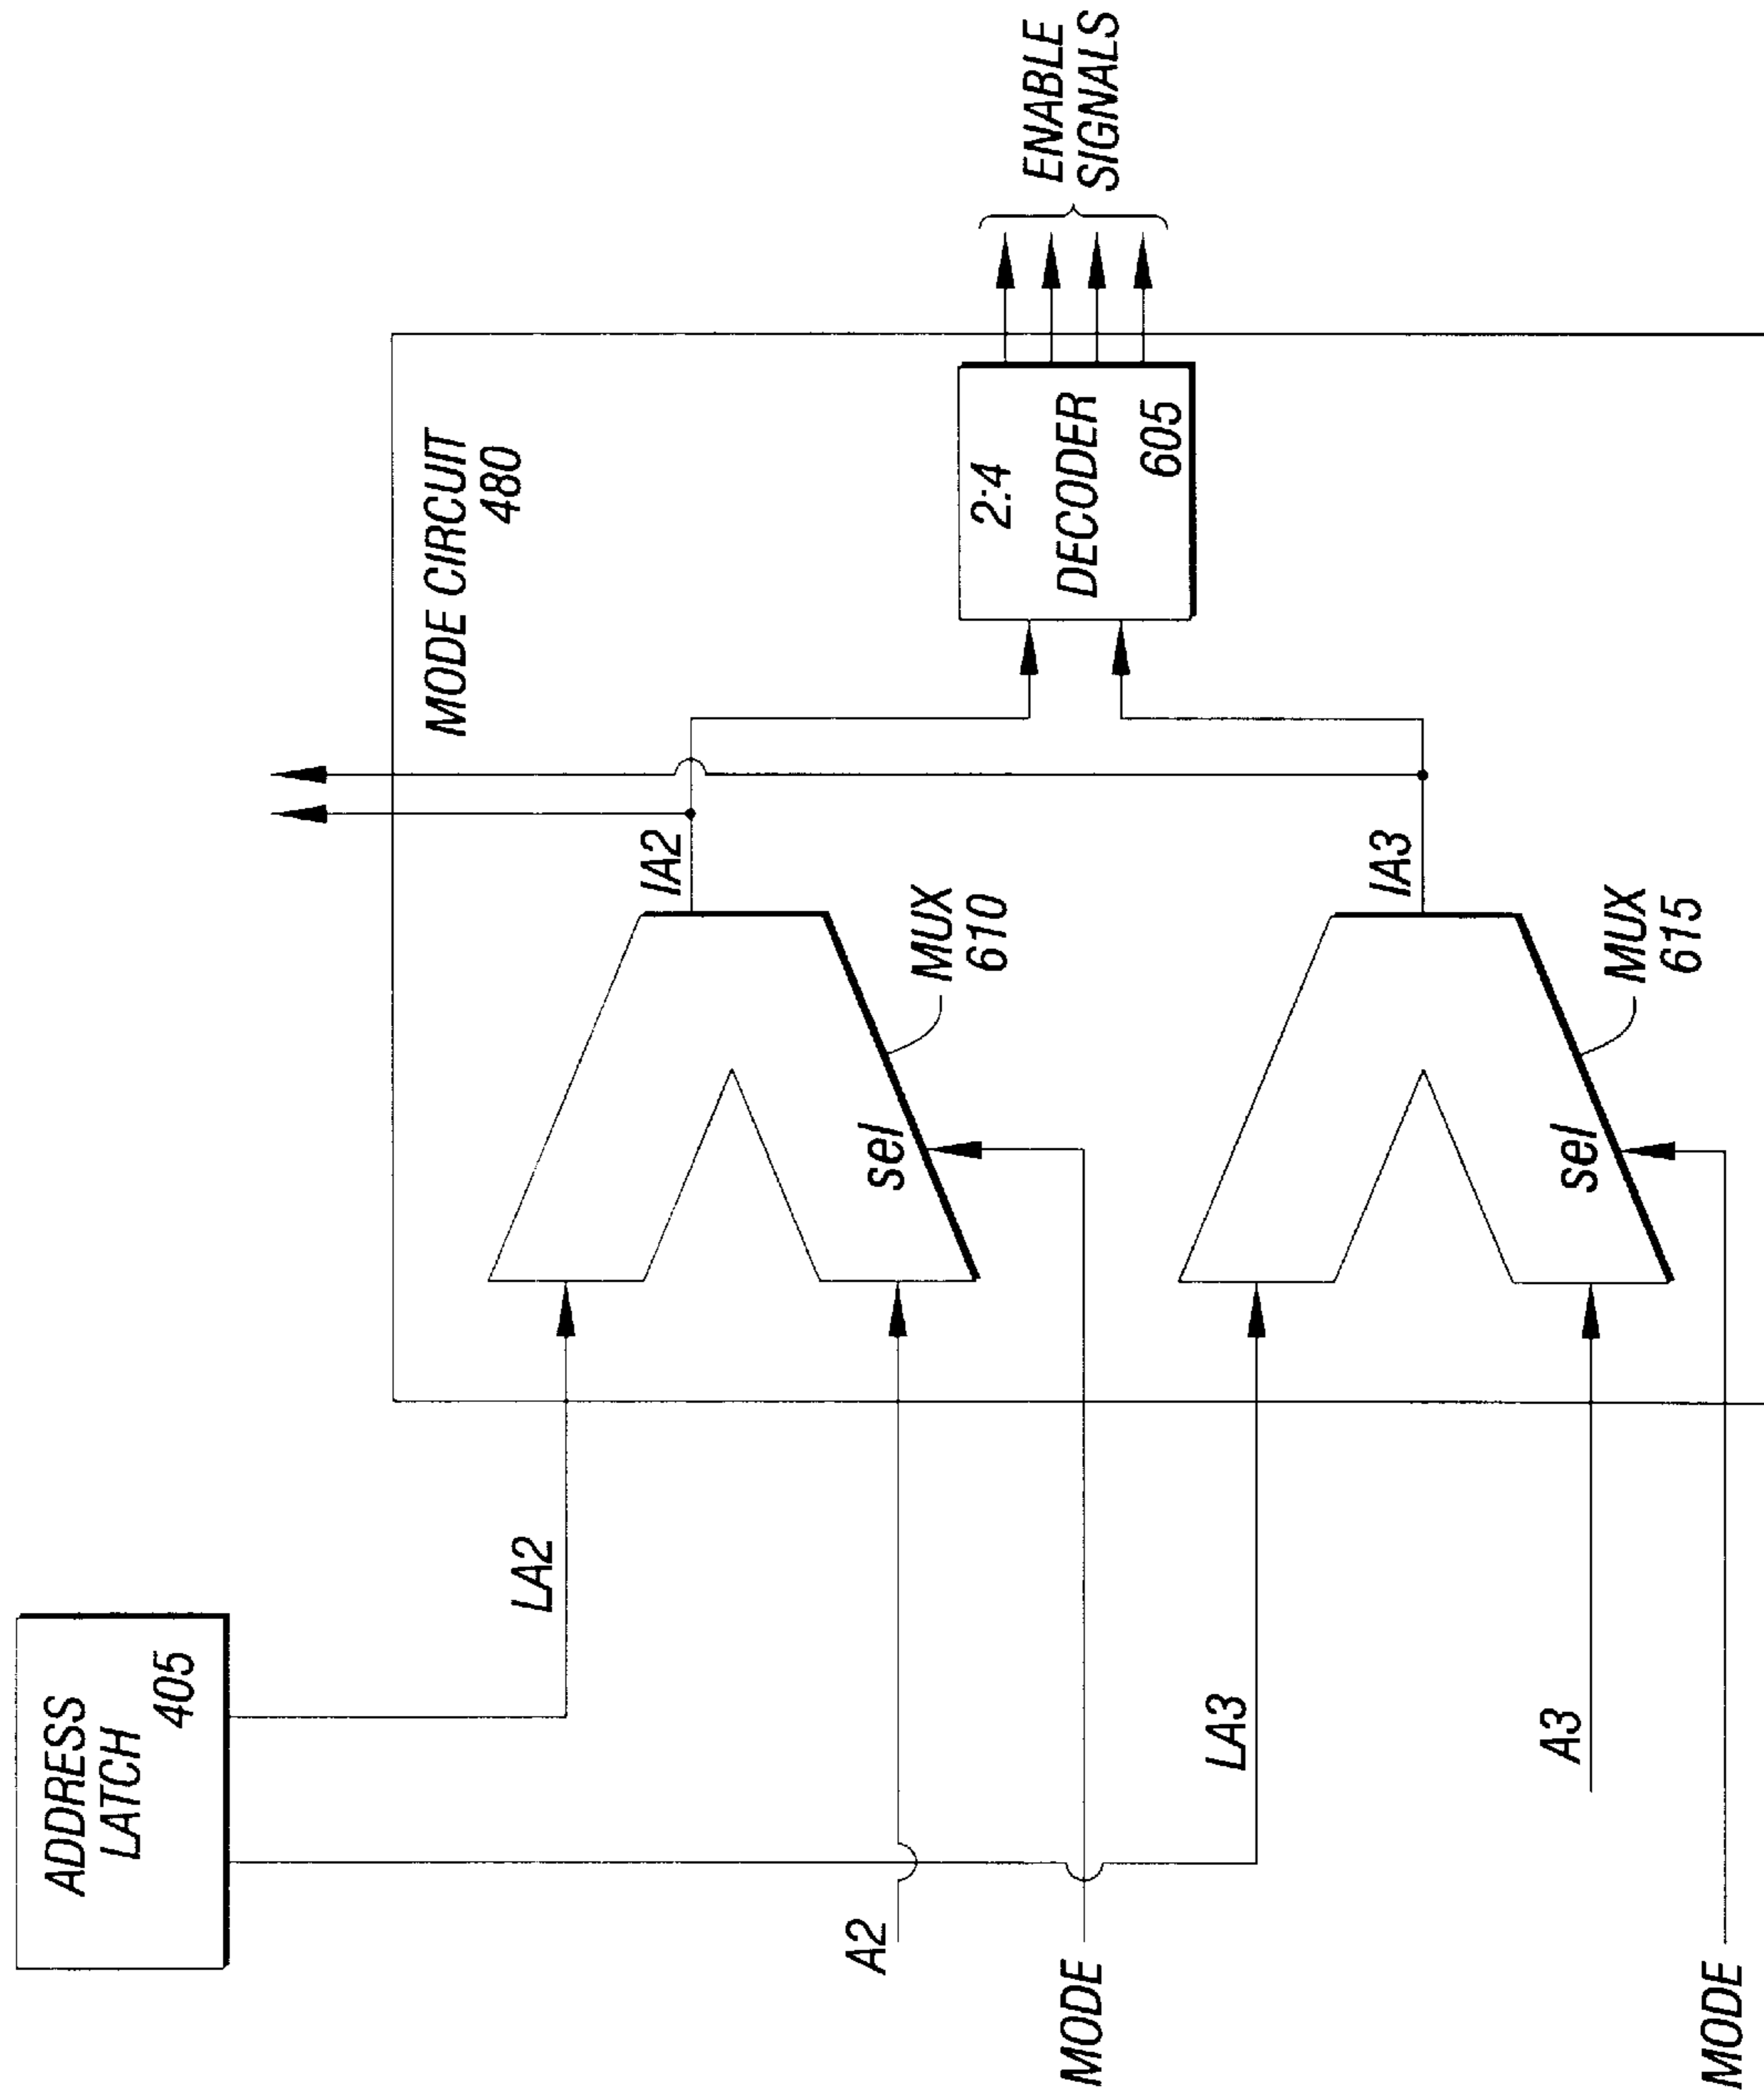 ADDRESS
LATCH
405
MODE CIRCUIT
480
LA2
A2
MODE
sel
MUX
610
IA2
2:4
DECODER
605
ENABLE
SIGNALS
LA3
A3
MODE
sel
MUX
615
IA3